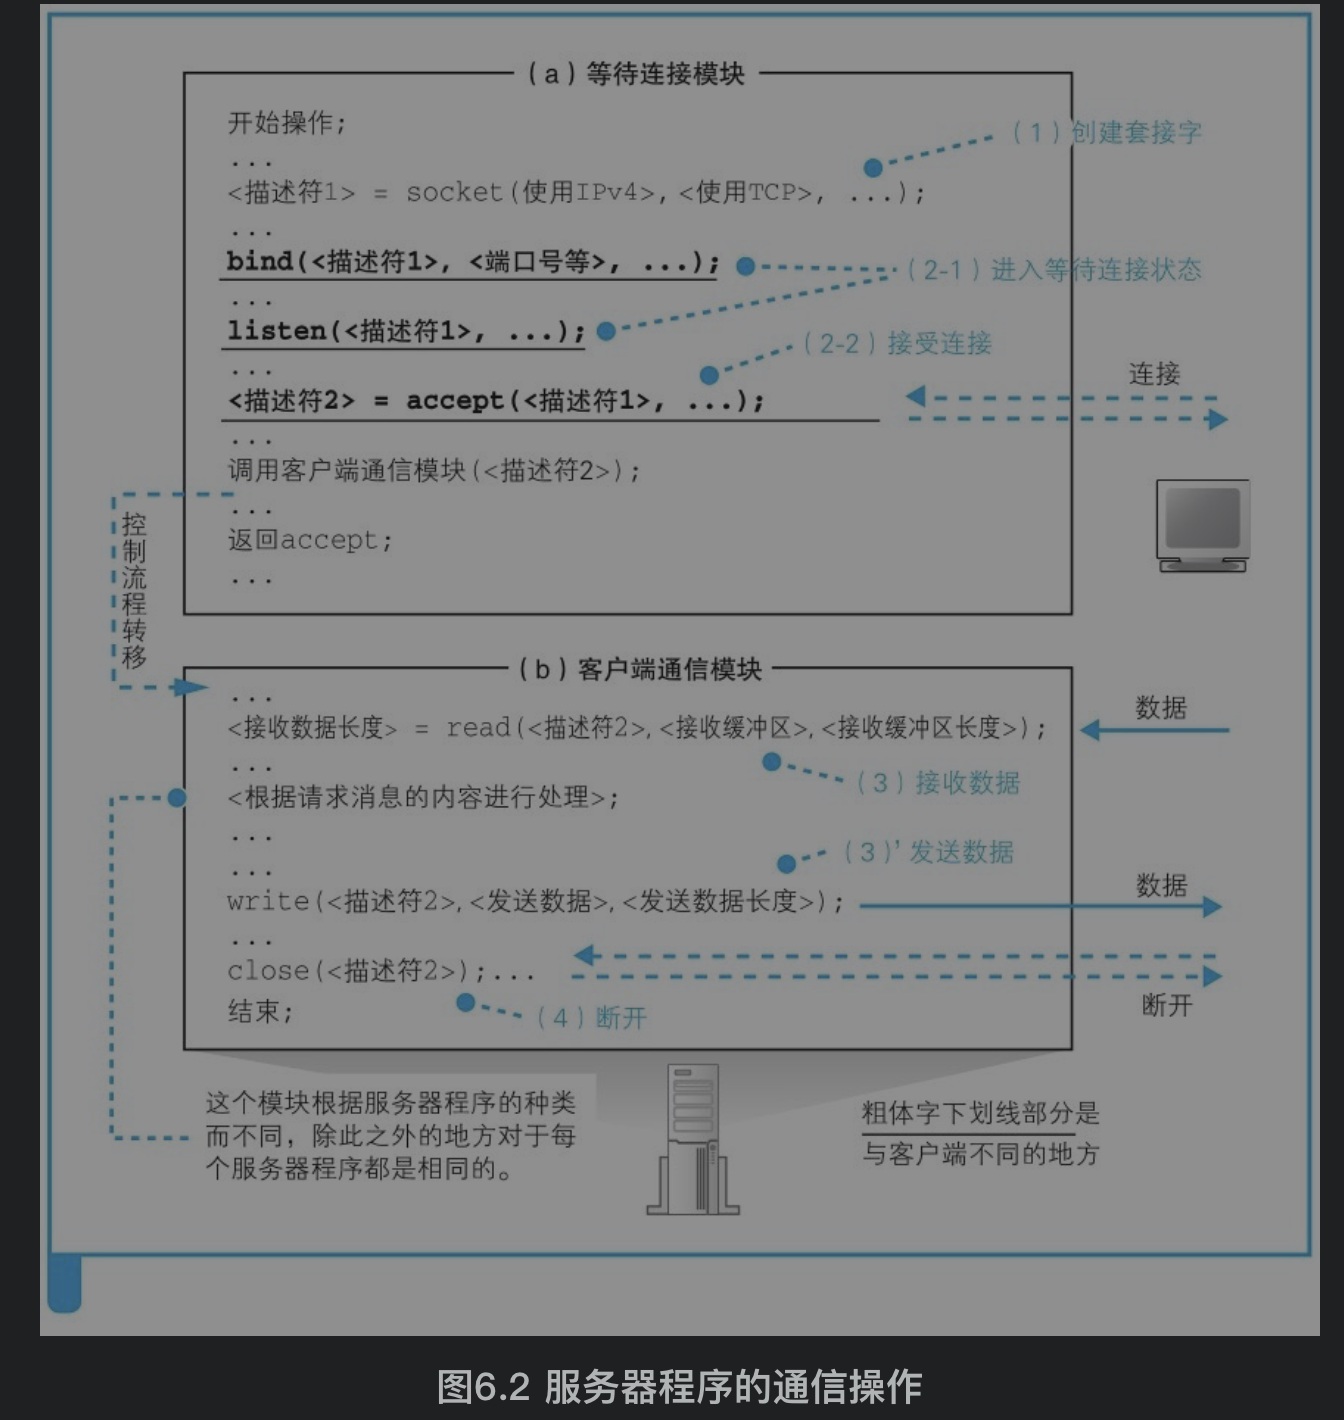 （a）等待连接模块
开始操作;
...
（1）创建套接字
<描述符1> = socket(使用IPv4>, <使用TCP>, ...);
...
bind(<描述符1>, <端口号等>, ...);
（2-1）进入等待连接状态
...
listen(<描述符1>, ...);
（2-2）接受连接
...
连接
<描述符2> = accept(<描述符1>, ...);
...
调用客户端通信模块(<描述符2>);
...
返回accept;
...
控制流程转移
（b）客户端通信模块
...
数据
<接收数据长度> = read(<描述符2>, <接收缓冲区>, <接收缓冲区长度>);
...
（3）接收数据
<根据请求消息的内容进行处理>;
...
...
（3）’发送数据
数据
write(<描述符2>, <发送数据>, <发送数据长度>);
...
close(<描述符2>);...
断开
结束;
（4）断开
这个模块根据服务器程序的种类
而不同，除此之外的地方对于每
个服务器程序都是相同的。
粗体字下划线部分是
与客户端不同的地方
图6.2 服务器程序的通信操作